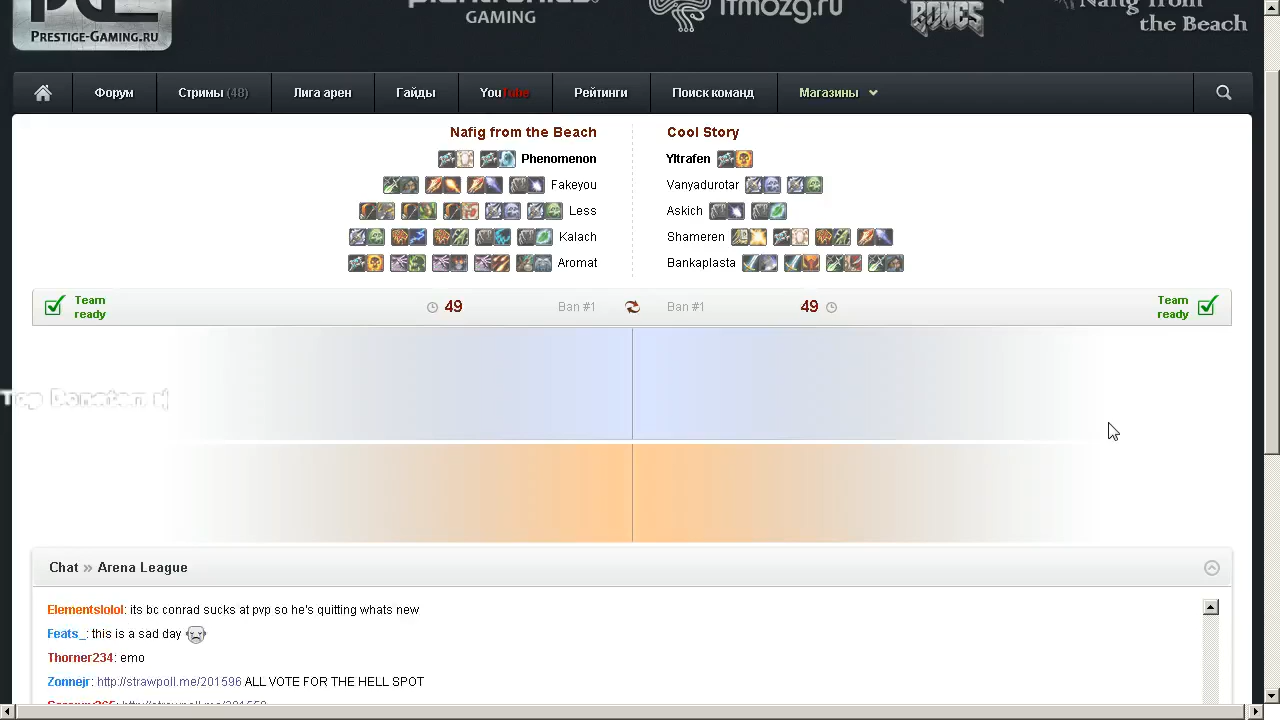 PRESTIGE-GAMING.RU
GAMING
itmozg.ru
BONES
Nafig from
the Beach
Форум
Стримы (48)
Лига арен
Гайды
YouTube
Рейтинги
Поиск команд
Магазины
Nafig from the Beach
Cool Story
Phenomenon
Yltrafen
Fakeyou
Vanyadurotar
Less
Askich
Kalach
Shameren
Aromat
Bankaplasta
Team ready
49
Ban #1
Ban #1
49
Team ready
Chat » Arena League
Elementslolol: its bc conrad sucks at pvp so he's quitting whats new
Feats_: this is a sad day
Thorner234: emo
Zonnejr: http://strawpoll.me/201596 ALL VOTE FOR THE HELL SPOT